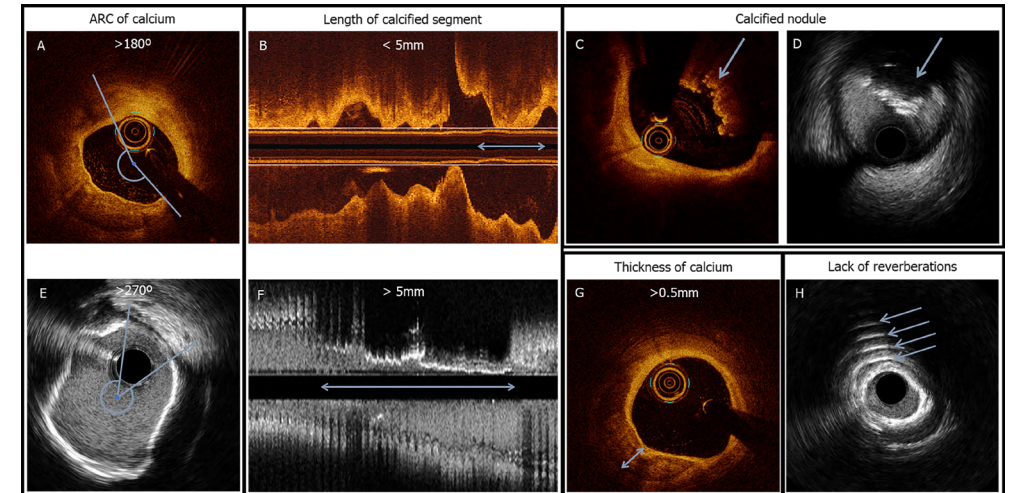 ARC of calcium
Length of calcified segment
Calcified nodule
A
>180º
B
< 5mm
C
D
Thickness of calcium
Lack of reverberations
E
>270º
F
> 5mm
G
>0.5mm
H